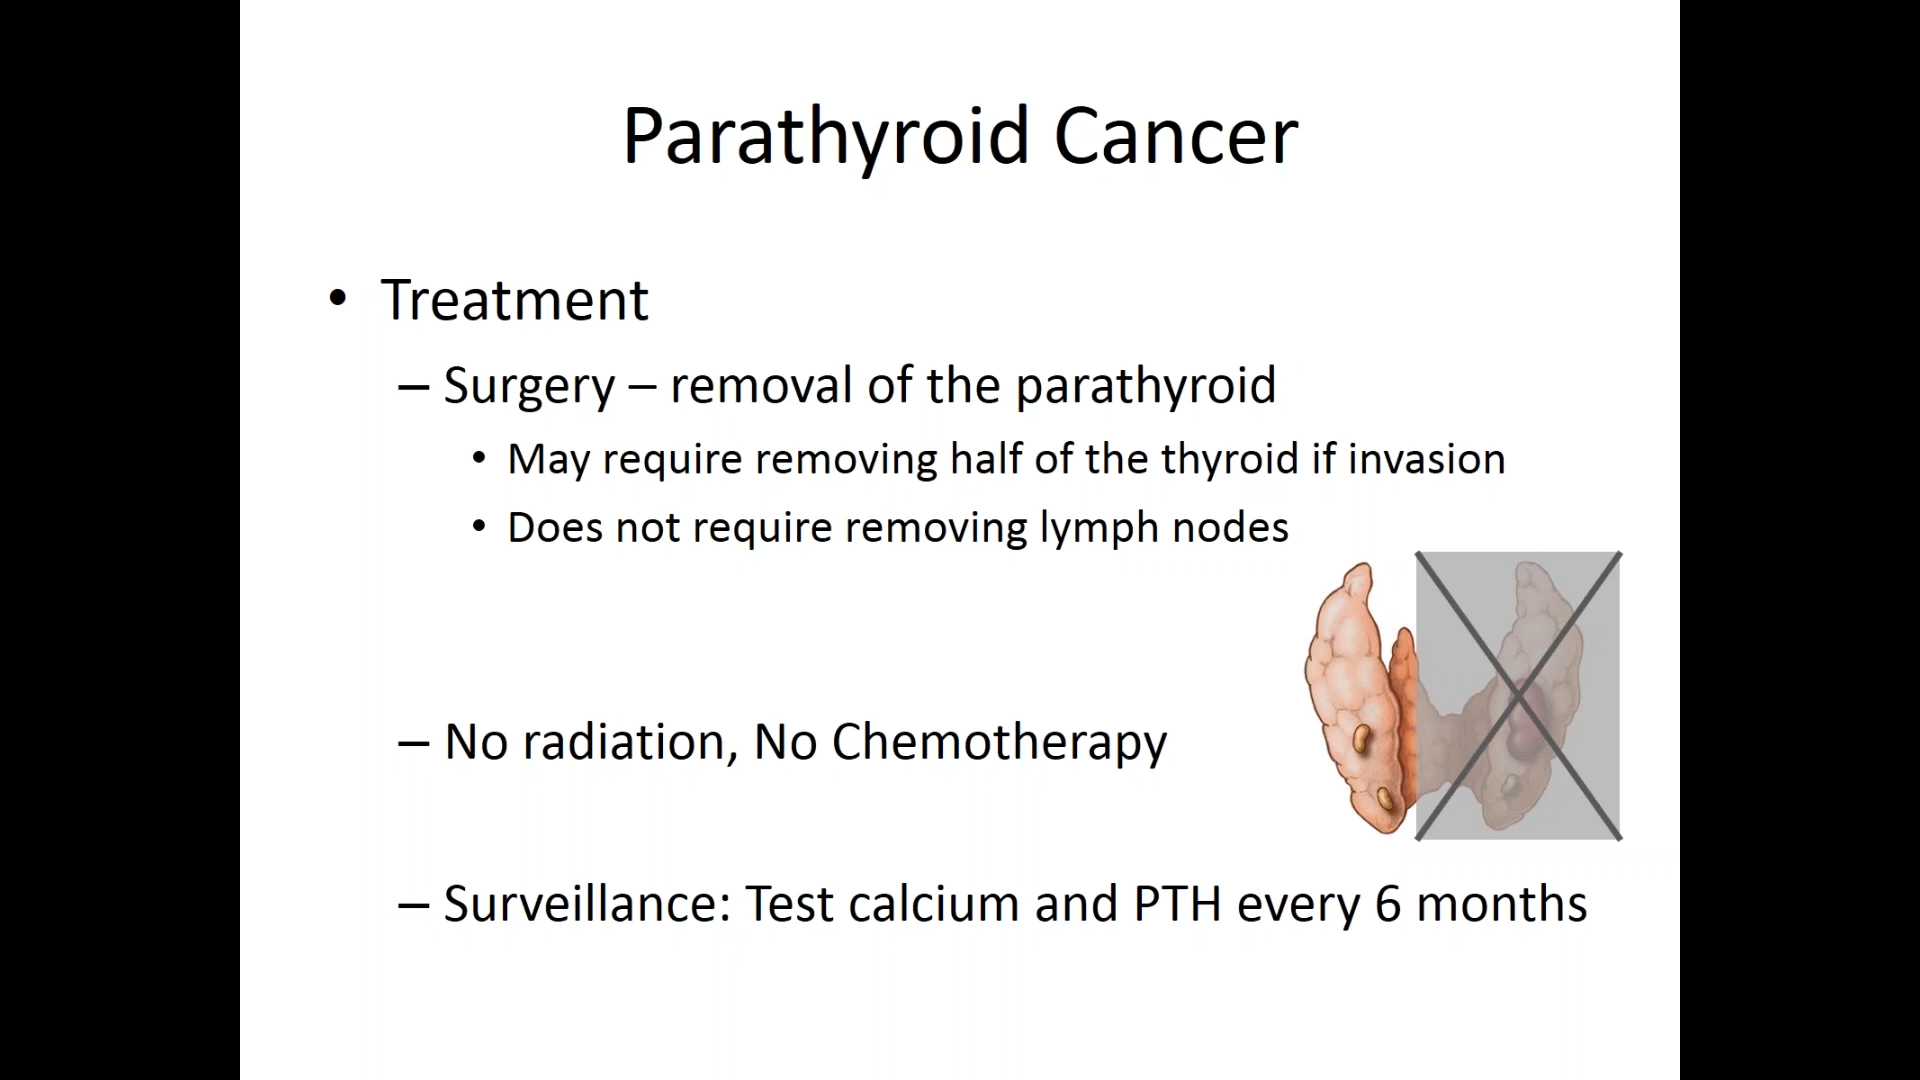 Parathyroid Cancer
• Treatment
– Surgery – removal of the parathyroid
• May require removing half of the thyroid if invasion
• Does not require removing lymph nodes
– No radiation, No Chemotherapy
– Surveillance: Test calcium and PTH every 6 months